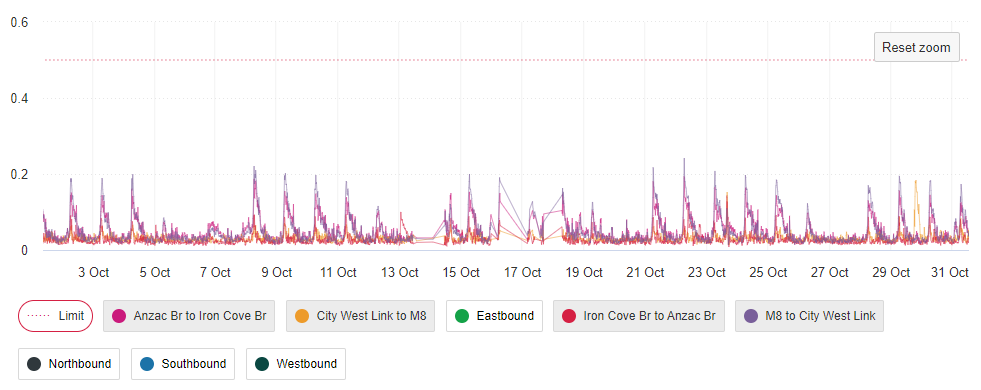 0.6
Reset zoom
0.4
0.2
0
3 Oct 5 Oct 7 Oct 9 Oct 11 Oct 13 Oct 15 Oct 17 Oct 19 Oct 21 Oct 23 Oct 25 Oct 27 Oct 29 Oct 31 Oct
Limit Anzac Br to Iron Cove Br City West Link to M8 Eastbound Iron Cove Br to Anzac Br M8 to City West Link
Northbound Southbound Westbound